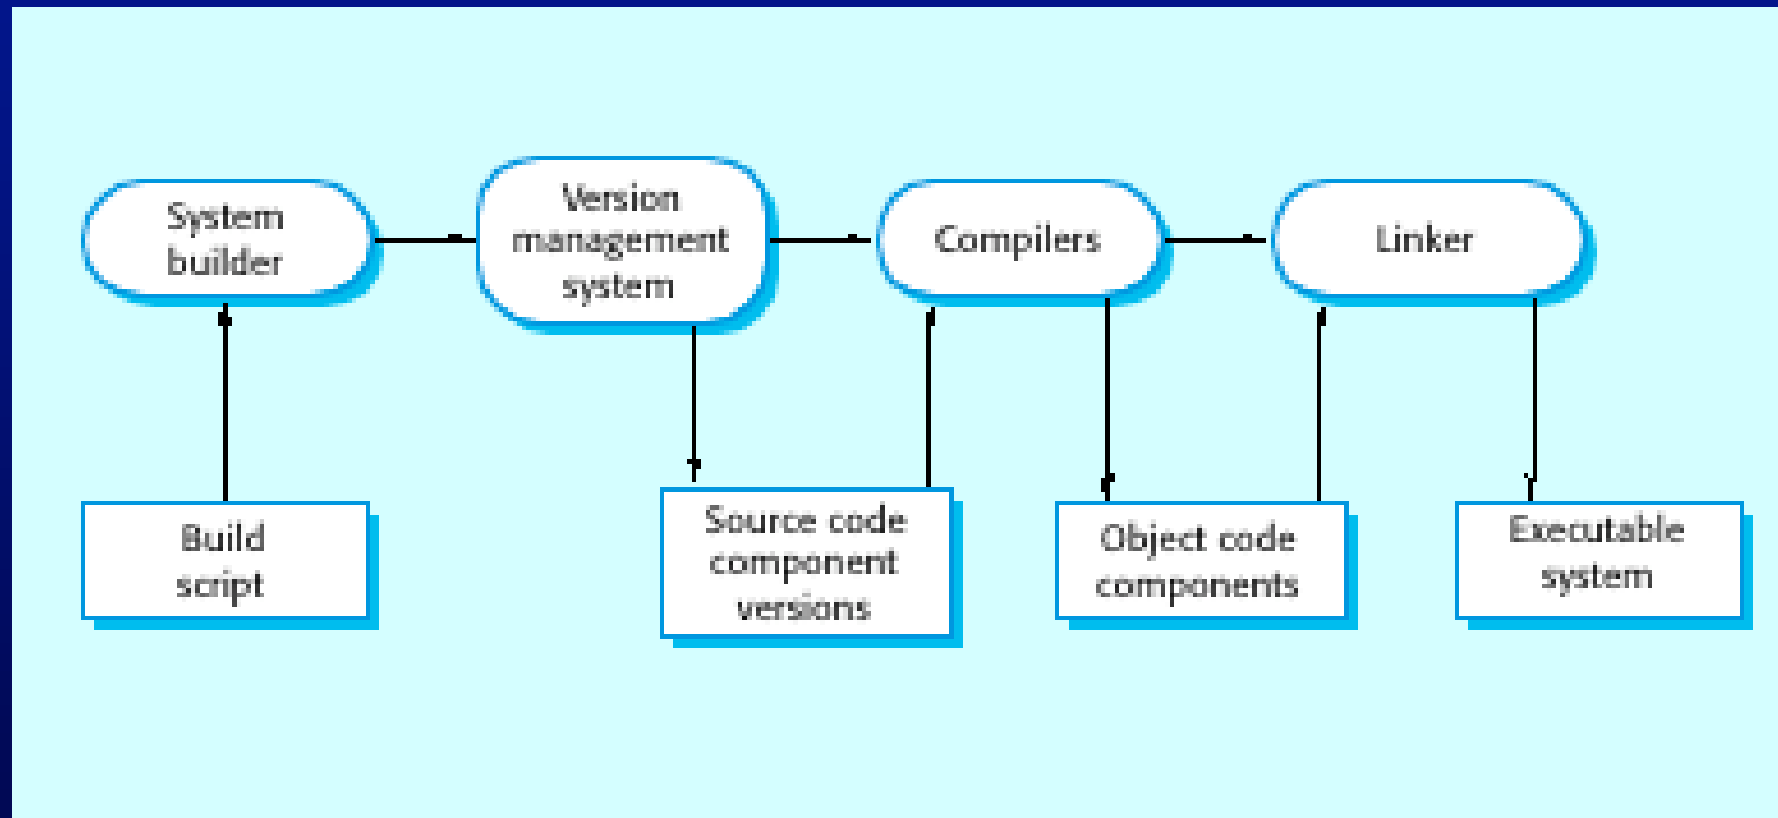 System
builder
Version
management
system
Compilers
Linker
Build
script
Source code
component
versions
Object code
components
Executable
system